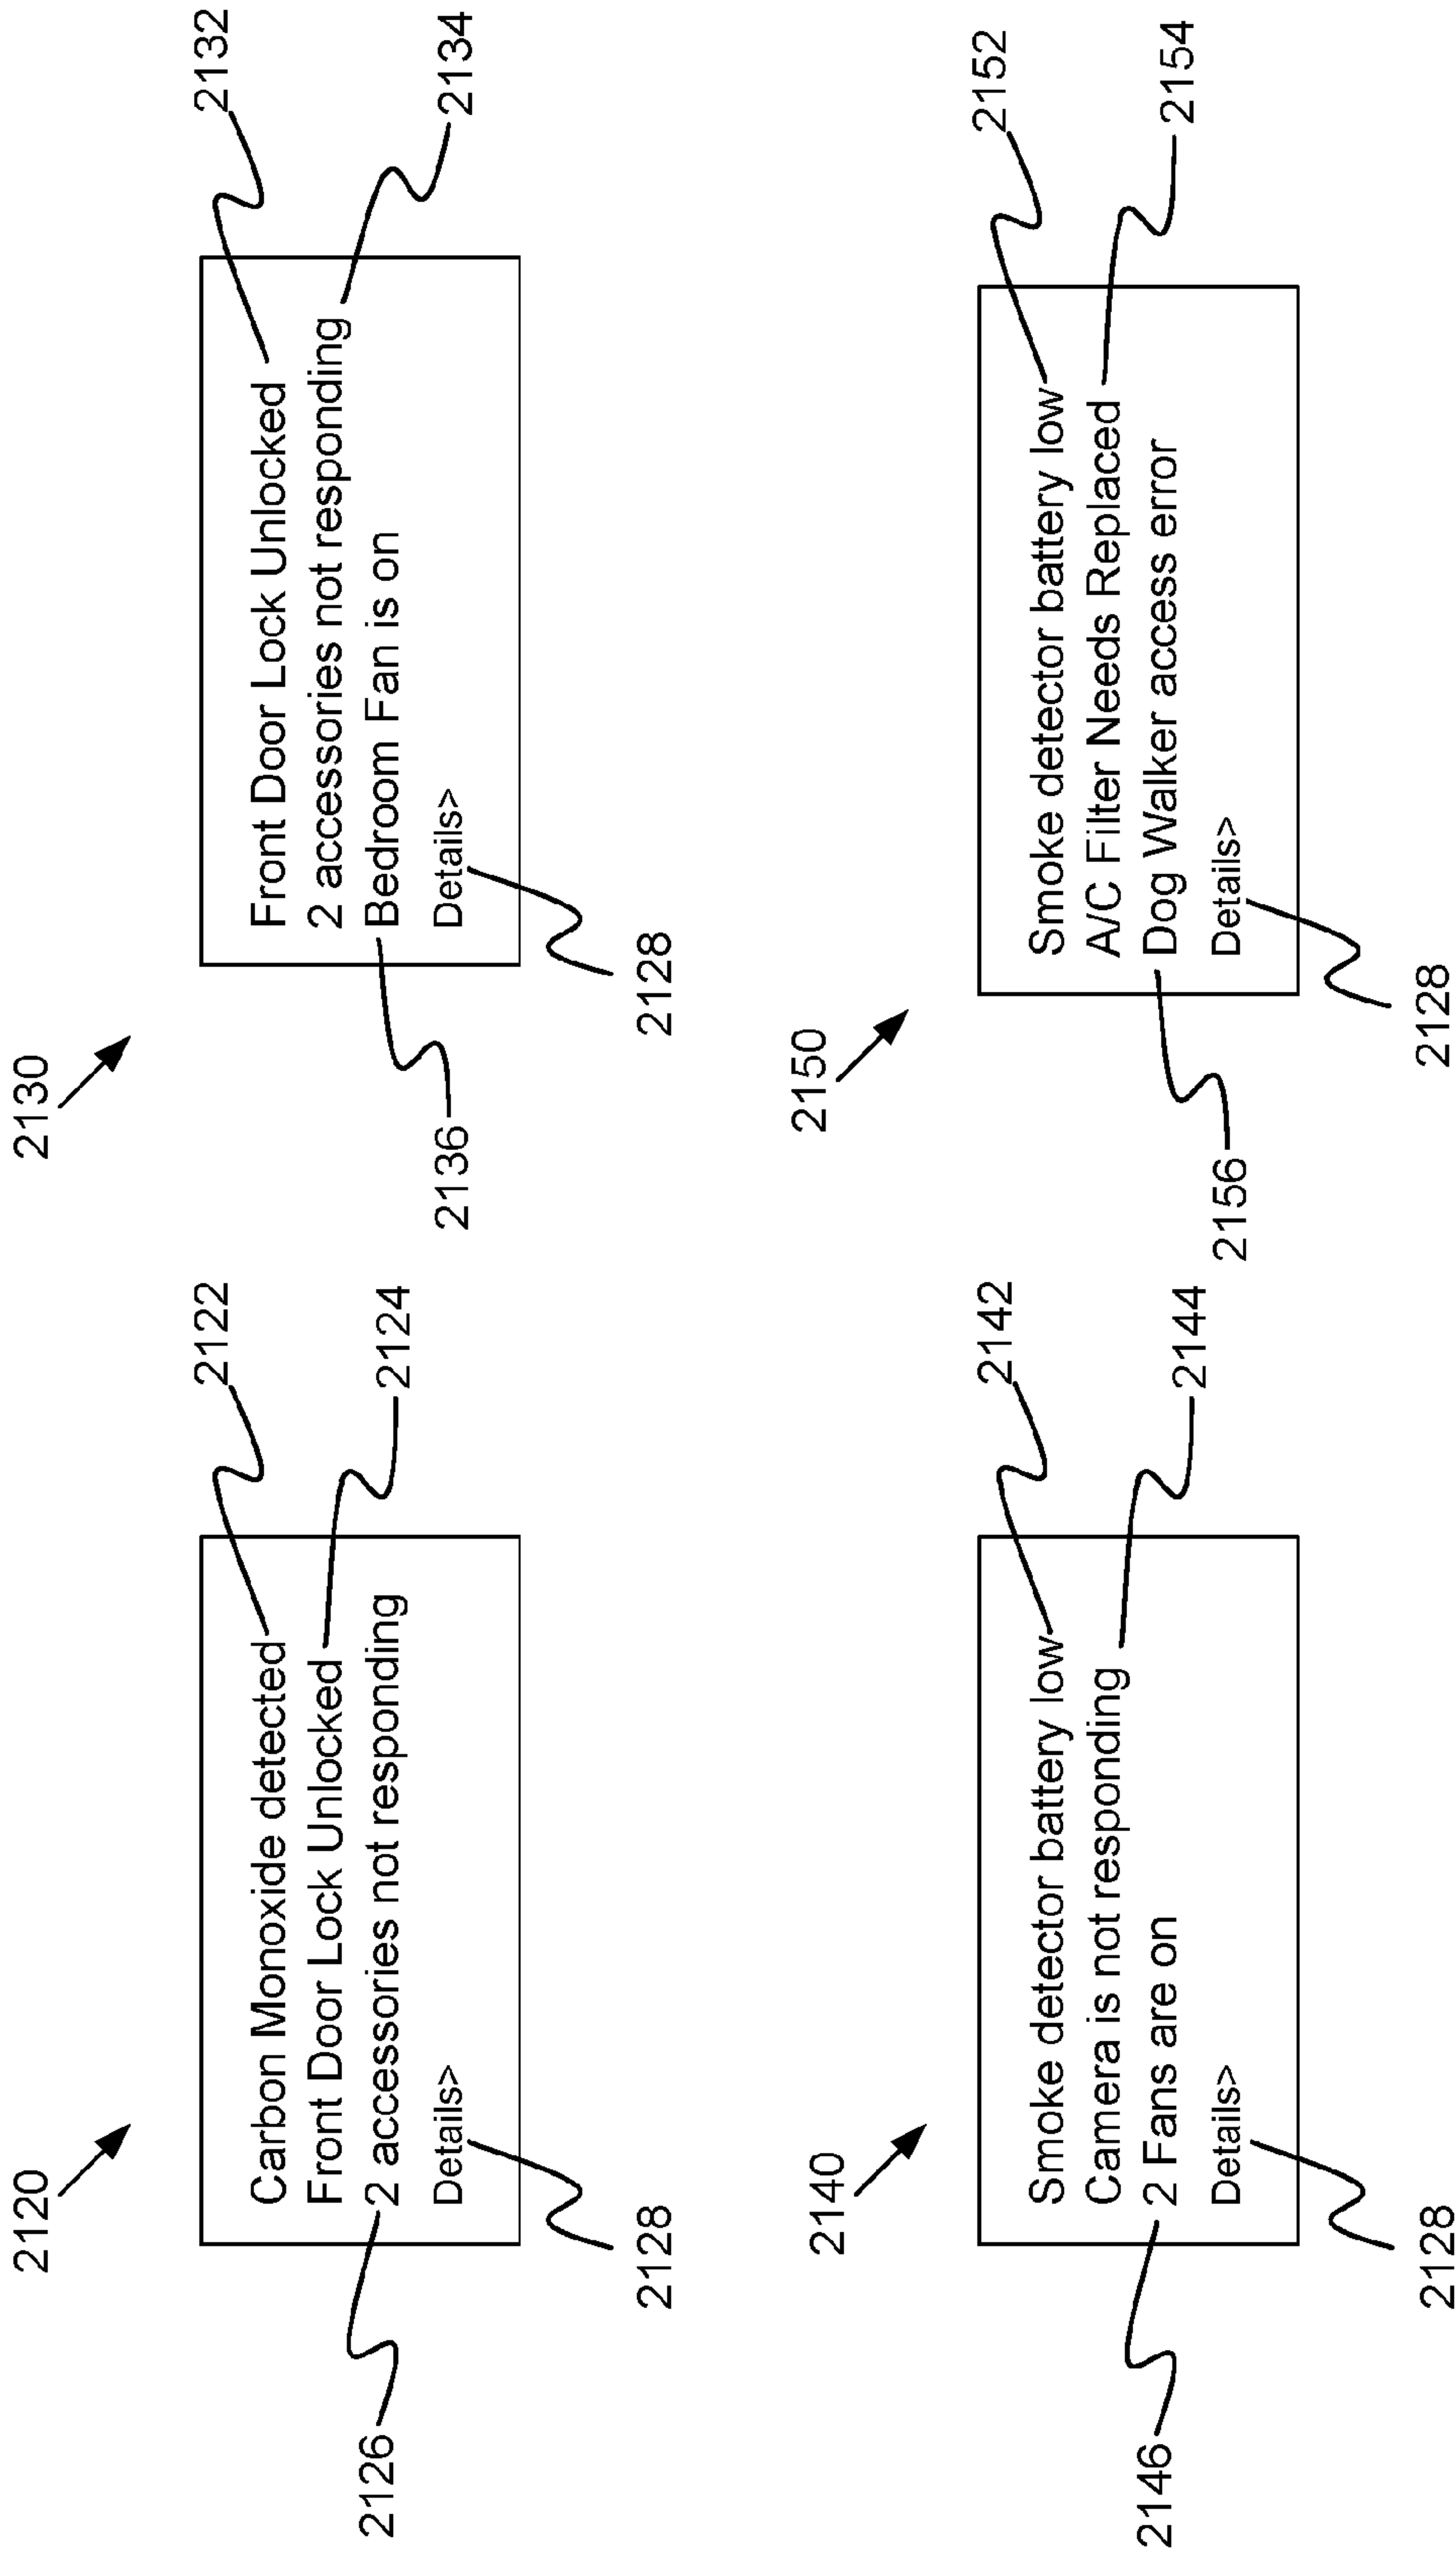 2120
Carbon Monoxide detected
Front Door Lock Unlocked
2 accessories not responding
Details>
2122
2124
2126
2128
2130
Front Door Lock Unlocked
2 accessories not responding
Bedroom Fan is on
Details>
2132
2134
2136
2128
2140
Smoke detector battery low
Camera is not responding
2 Fans are on
Details>
2142
2144
2146
2128
2150
Smoke detector battery low
A/C Filter Needs Replaced
Dog Walker access error
Details>
2152
2154
2156
2128